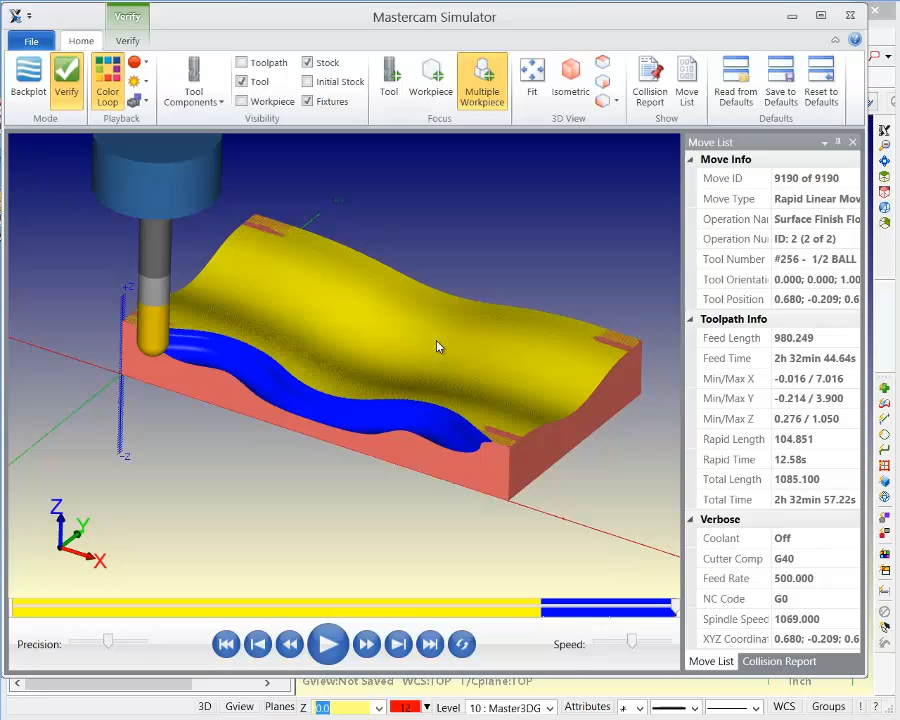 Verify
Mastercam Simulator
File
Home
Verify
Backplot
Verify
Mode
Color Loop
Playback
Tool Components
Toolpath
Tool
Workpiece
Stock
Initial Stock
Fixtures
Visibility
Tool
Workpiece
Multiple Workpiece
Focus
Fit
Isometric
3D View
Collision Report
Move List
Show
Read from Defaults
Save to Defaults
Reset to Defaults
Defaults
Move List
Move Info
Move ID 9190 of 9190
Move Type Rapid Linear Mov
Operation Na Surface Finish Flo
Operation Nu ID: 2 (2 of 2)
Tool Number #256 - 1/2 BALL
Tool Orientati 0.000; 0.000; 1.00
Tool Position 0.680; -0.209; 0.6
Toolpath Info
Feed Length 980.249
Feed Time 2h 32min 44.64s
Min/Max X -0.016 / 7.016
Min/Max Y -0.214 / 3.900
Min/Max Z 0.276 / 1.050
Rapid Length 104.851
Rapid Time 12.58s
Total Length 1085.100
Total Time 2h 32min 57.22s
Verbose
Coolant Off
Cutter Comp G40
Feed Rate 500.000
NC Code G0
Spindle Speed 1069.000
XYZ Coordinat 0.680; -0.209; 0.6
Move List
Collision Report
+Z
-Z
Z
Y
X
Precision:
Speed:
Gview:Not Saved WCS:TOP T/Cplane:TOP
Inch
3D Gview Planes Z 0.0 12 Level 10 : Master3DG Attributes WCS Groups ! ?